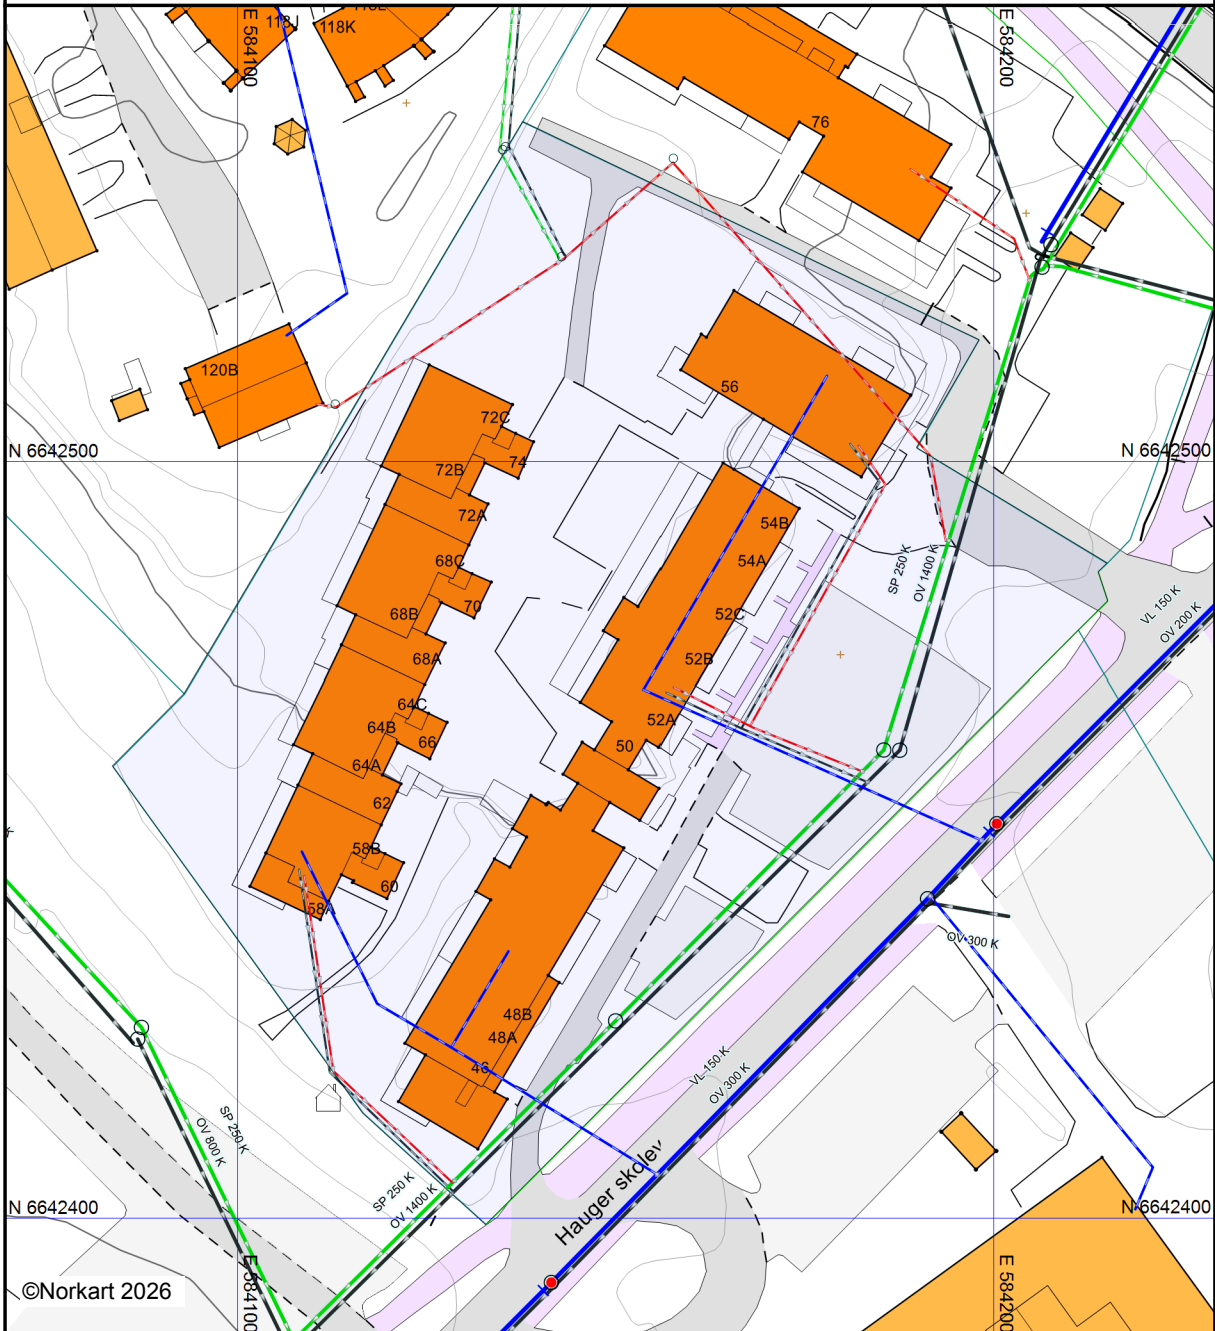 118J
118K
E 584100
E 584200
76
120B
56
72C
74
72B
72A
N 6642500
N 6642500
54B
54A
68C
70
68B
52C
68A
52B
SP 250 K
OV 1400 K
VL 150 K
OV 200 K
64C
64B
66
52A
50
64A
62
58B
60
58A
OV 300 K
48B
48A
46
VL 150 K
OV 300 K
SP 250 K
OV 800 K
SP 250 K
OV 1400 K
Hauger skolev
N 6642400
N 6642400
E 584100
E 584200
©Norkart 2026